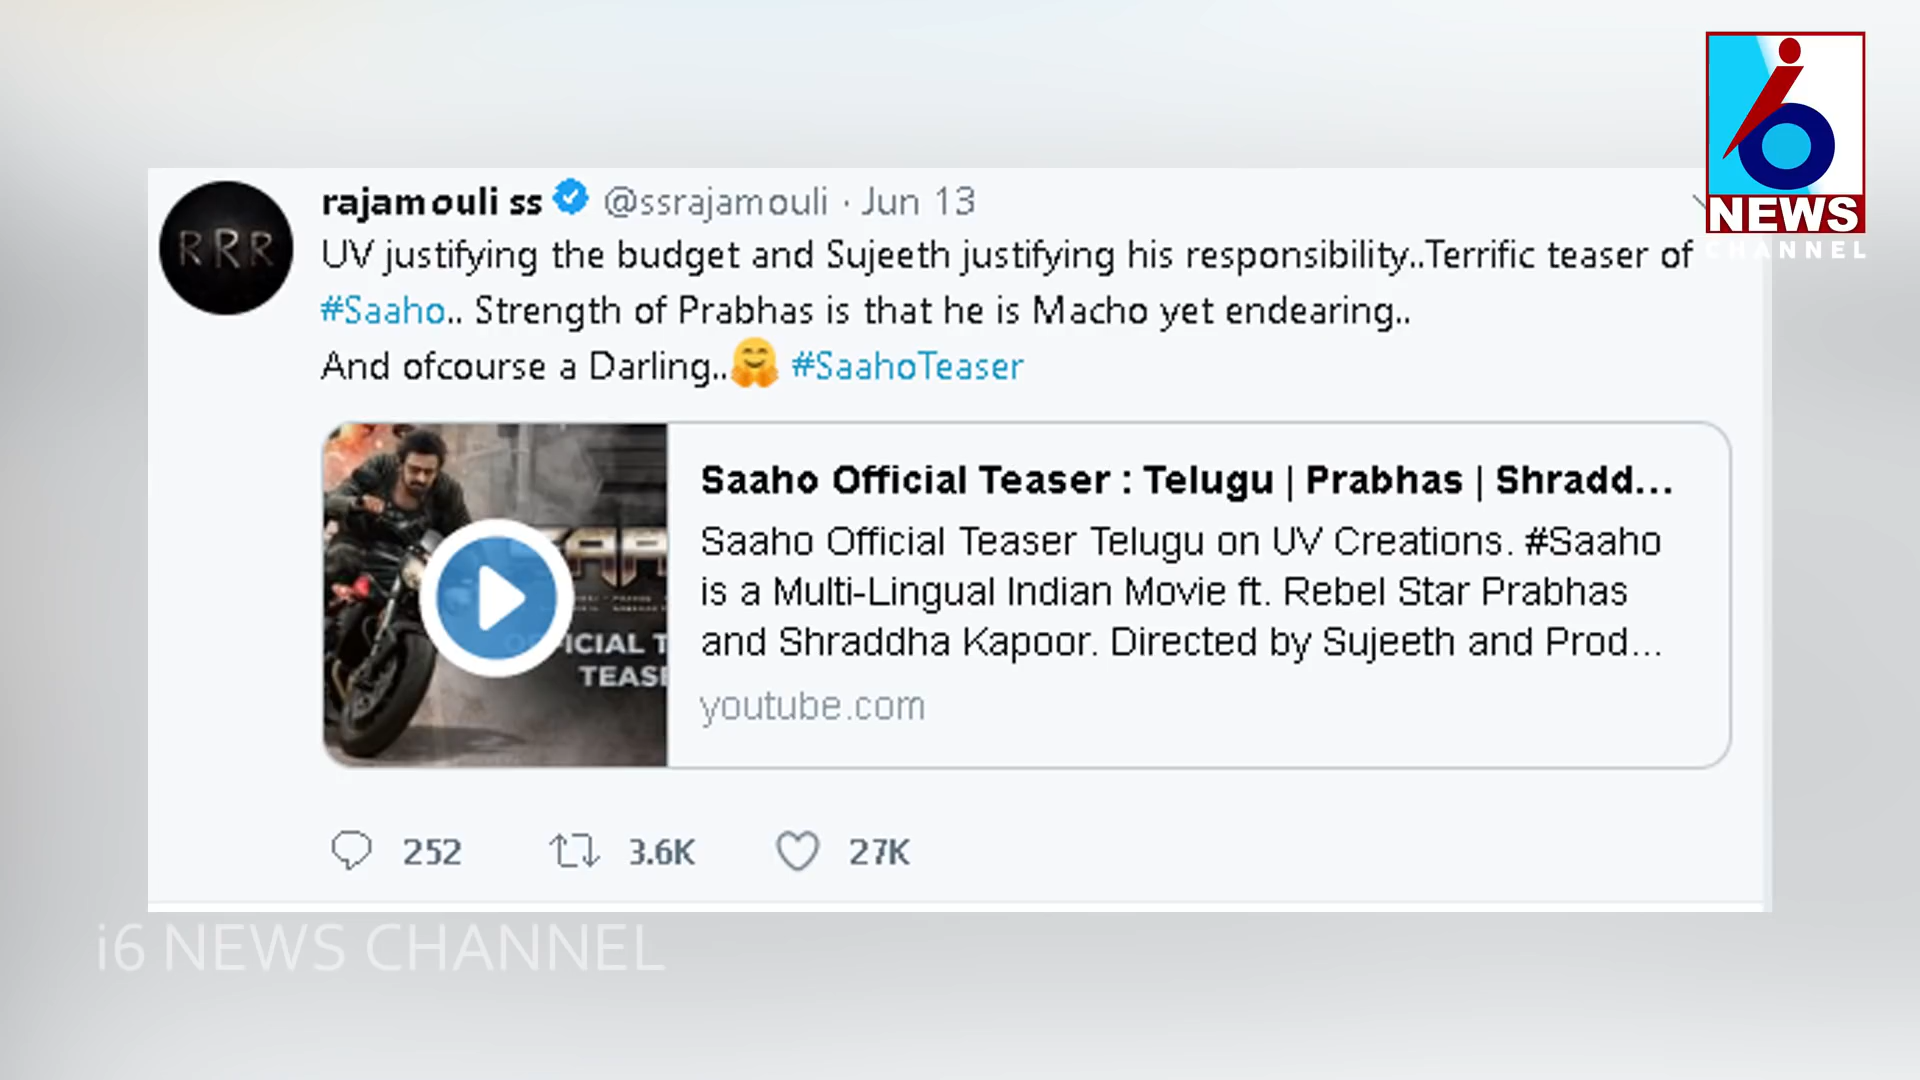 NEWS
CHANNEL
rajamouli ss @ssrajamouli · Jun 13
RRR
UV justifying the budget and Sujeeth justifying his responsibility..Terrific teaser of
#Saaho.. Strength of Prabhas is that he is Macho yet endearing..
And ofcourse a Darling..🤗 #SaahoTeaser
Saaho Official Teaser : Telugu | Prabhas | Shradd...
Saaho Official Teaser Telugu on UV Creations. #Saaho
is a Multi-Lingual Indian Movie ft. Rebel Star Prabhas
and Shraddha Kapoor. Directed by Sujeeth and Prod...
youtube.com
252 3.6K 27K
i6 NEWS CHANNEL